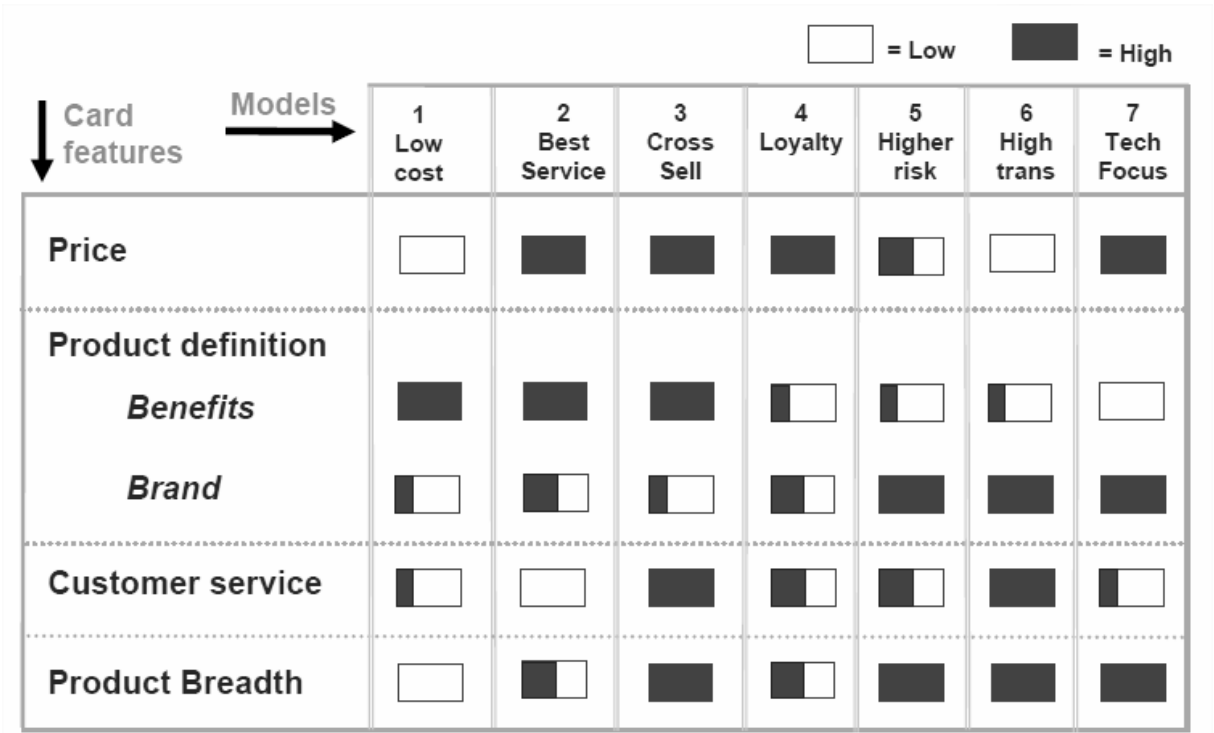 = Low
= High
Card
features
Models
1
Low
cost
2
Best
Service
3
Cross
Sell
4
Loyalty
5
Higher
risk
6
High
trans
7
Tech
Focus
Price
Product definition
Benefits
Brand
Customer service
Product Breadth